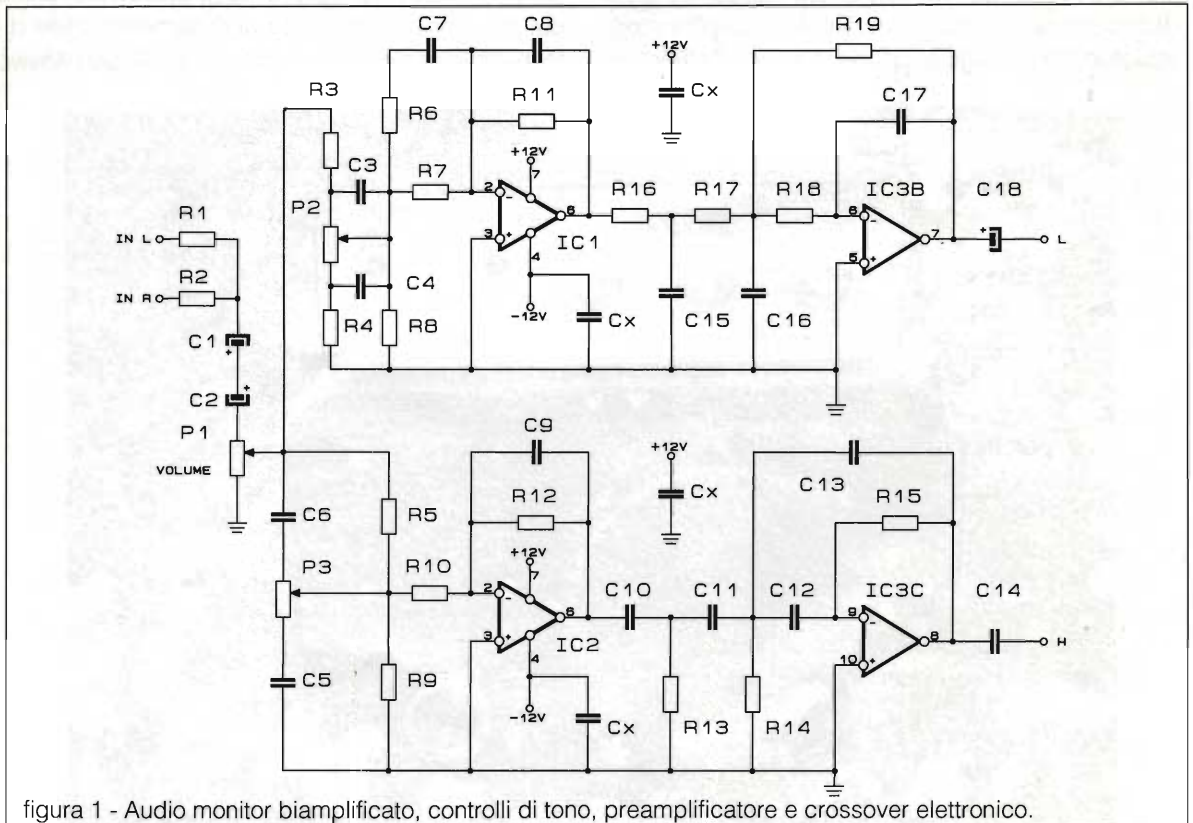 C7 C8 R19
+12V
Cx
R3 R6 R11 C17
+12V
C3 R7 2 - 7 R16 R17 R18 IC3B C18
P2 6 6 - 7 + L
R1 3 + IC1 5 +
IN L 4
R2 C4
IN R -12V Cx C15 C16
R4 R8
C1
+
C2 +
P1 C9 +12V C13
VOLUME Cx
C6 R5 R12 R15
+12V
P3 R10 2 - 7 C10 C11 C12 IC3C C14
6 9 - 8 H
3 + IC2 10 +
4
C5 R9
-12V Cx R13 R14
figura 1 - Audio monitor biamplificato, controlli di tono, preamplificatore e crossover elettronico.